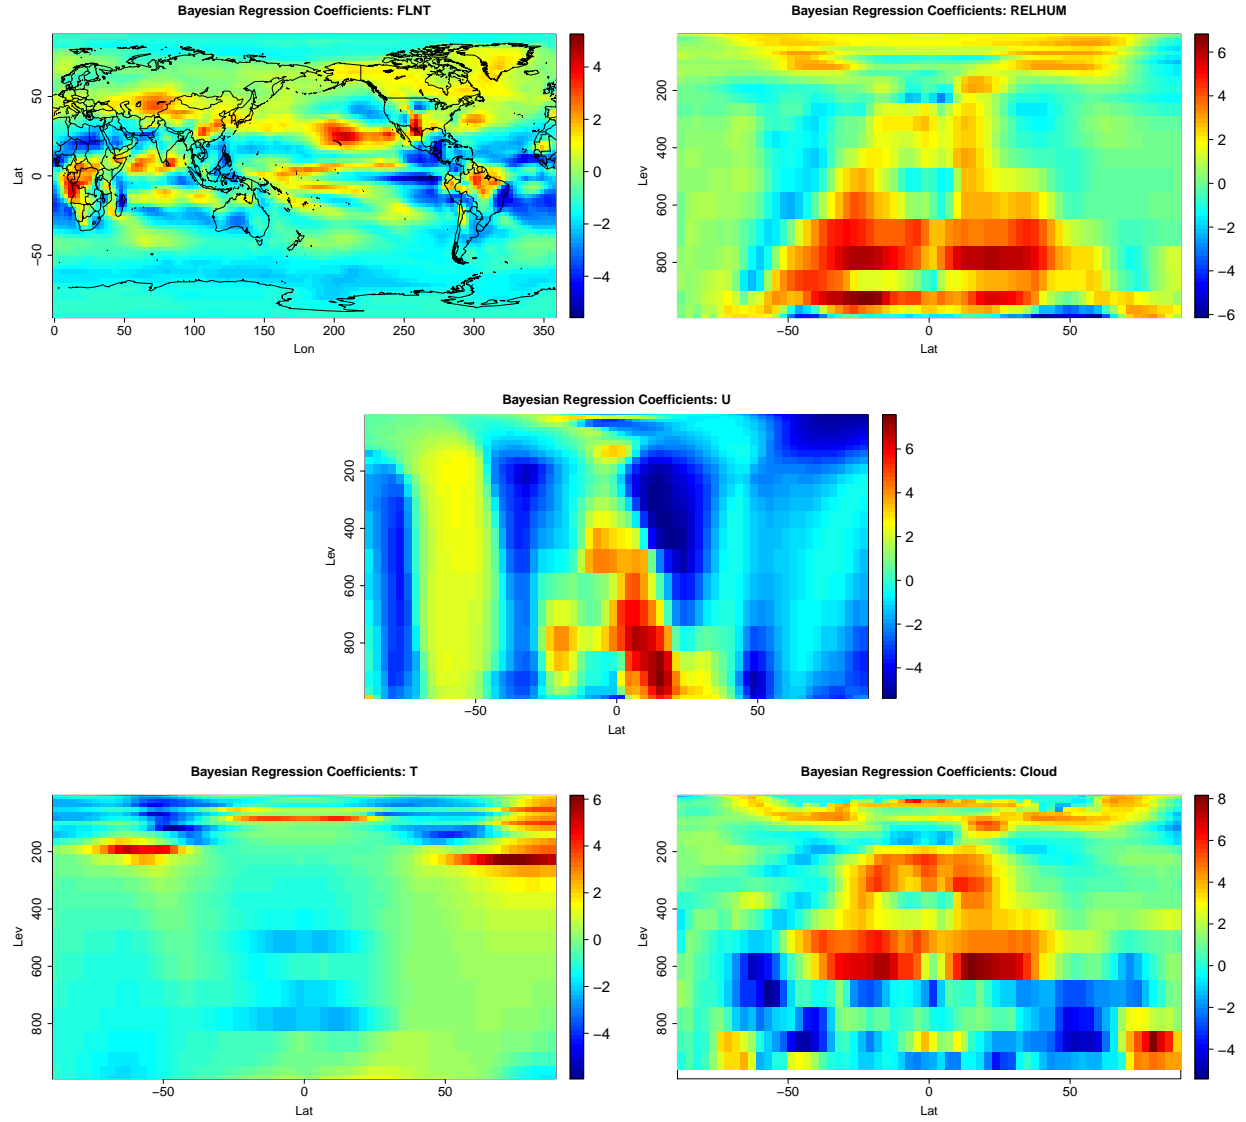 Bayesian Regression Coefficients: FLNT
Lat
50
0
−50
0 50 100 150 200 250 300 350
Lon
4
2
0
−2
−4
Bayesian Regression Coefficients: RELHUM
Lev
200
400
600
800
−50 0 50
Lat
6
4
2
0
−2
−4
−6
Bayesian Regression Coefficients: U
Lev
200
400
600
800
−50 0 50
Lat
6
4
2
0
−2
−4
Bayesian Regression Coefficients: T
Lev
200
400
600
800
−50 0 50
Lat
6
4
2
0
−2
−4
Bayesian Regression Coefficients: Cloud
Lev
200
400
600
800
−50 0 50
Lat
8
6
4
2
0
−2
−4